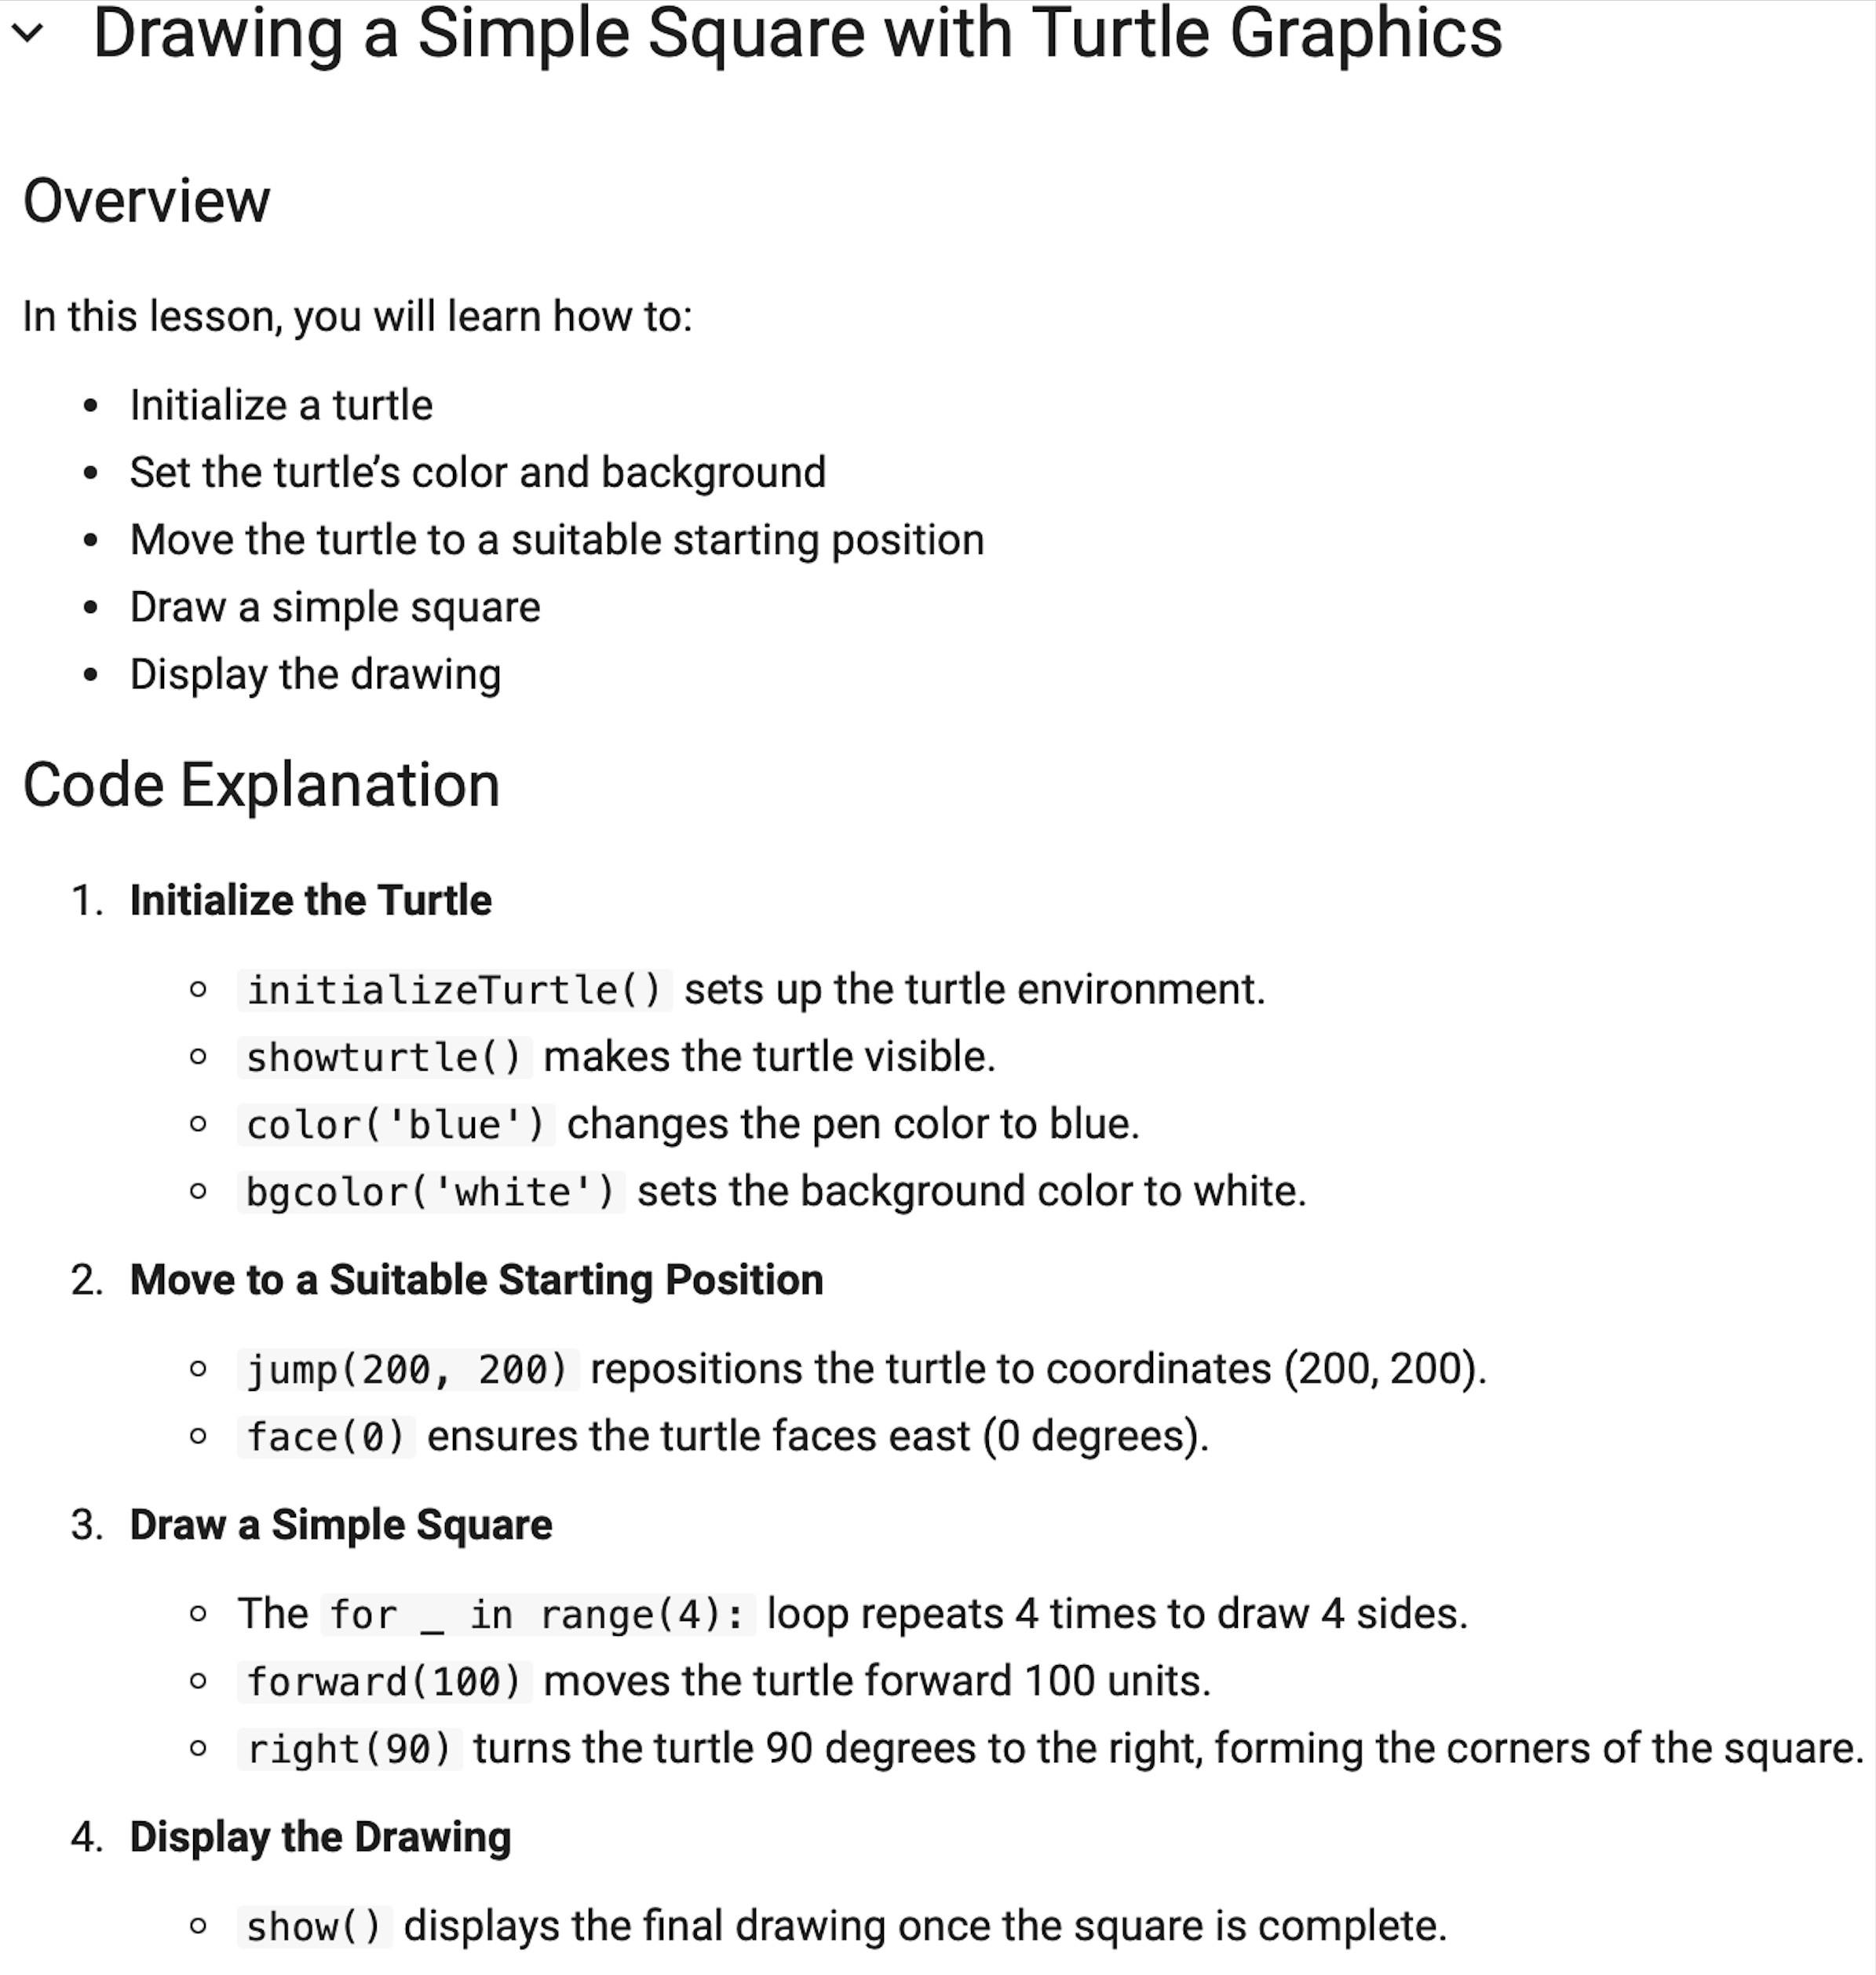 Drawing a Simple Square with Turtle Graphics
Overview
In this lesson, you will learn how to:
• Initialize a turtle
• Set the turtle’s color and background
• Move the turtle to a suitable starting position
• Draw a simple square
• Display the drawing
Code Explanation
1. Initialize the Turtle
○ initializeTurtle() sets up the turtle environment.
○ showturtle() makes the turtle visible.
○ color('blue') changes the pen color to blue.
○ bgcolor('white') sets the background color to white.
2. Move to a Suitable Starting Position
○ jump(200, 200) repositions the turtle to coordinates (200, 200).
○ face(0) ensures the turtle faces east (0 degrees).
3. Draw a Simple Square
○ The for _ in range(4): loop repeats 4 times to draw 4 sides.
○ forward(100) moves the turtle forward 100 units.
○ right(90) turns the turtle 90 degrees to the right, forming the corners of the square.
4. Display the Drawing
○ show() displays the final drawing once the square is complete.